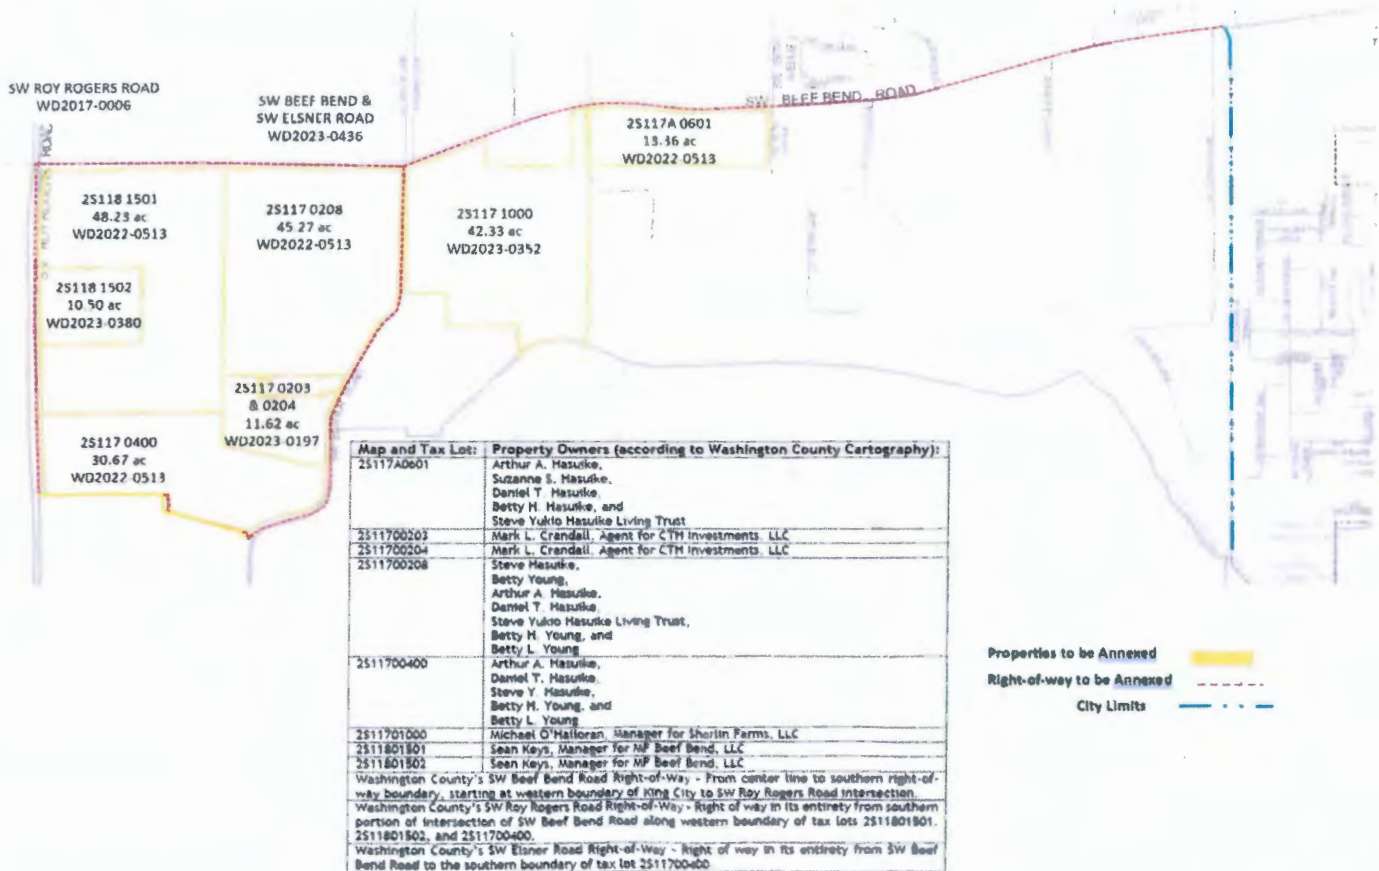 SW ROY ROGERS ROAD
WD2017-0006
SW BEEF BEND &
SW ELSNER ROAD
WD2023-0436
SW BEEF BEND ROAD
2S117A 0601
13.36 ac
WD2022-0513
2S118 1501
48.23 ac
WD2022-0513
2S117 0208
45.27 ac
WD2022-0513
2S117 1000
42.33 ac
WD2023-0352
2S118 1502
10.50 ac
WD2023-0380
2S117 0203
& 0204
11.62 ac
WD2023-0197
2S117 0400
30.67 ac
WD2022-0513
Map and Tax Lot: Property Owners (according to Washington County Cartography):
2S117A0601 Arthur A. Hasuike,
Suzanne S. Hasuike,
Daniel T. Hasuike,
Betty H. Hasuike, and
Steve Yukio Hasuike Living Trust
2S11700203 Mark L. Crandall, Agent for CTH Investments, LLC
2S11700204 Mark L. Crandall, Agent for CTH Investments, LLC
2S11700208 Steve Hasuike,
Betty Young,
Arthur A. Hasuike,
Daniel T. Hasuike,
Steve Yukio Hasuike Living Trust,
Betty H. Young, and
Betty L. Young
2S11700400 Arthur A. Hasuike,
Daniel T. Hasuike,
Steve Y. Hasuike,
Betty H. Young, and
Betty L. Young
2S11701000 Michael O'Halloran, Manager for Shorlin Farms, LLC
2S11801501 Sean Keys, Manager for MF Beef Bend, LLC
2S11801502 Sean Keys, Manager for MF Beef Bend, LLC
Washington County's SW Beef Bend Road Right-of-Way - From center line to southern right-of-
way boundary, starting at western boundary of King City to SW Roy Rogers Road intersection.
Washington County's SW Roy Rogers Road Right-of-Way - Right of way in its entirety from southern
portion of intersection of SW Beef Bend Road along western boundary of tax lots 2S11801501,
2S11801502, and 2S11700400.
Washington County's SW Elsner Road Right-of-Way - Right of way in its entirety from SW Beef
Bend Road to the southern boundary of tax lot 2S11700400
Properties to be Annexed
Right-of-way to be Annexed
City Limits